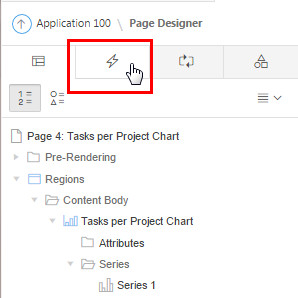 Application 100 \ Page Designer
Page 4: Tasks per Project Chart
Pre-Rendering
Regions
Content Body
Tasks per Project Chart
Attributes
Series
Series 1